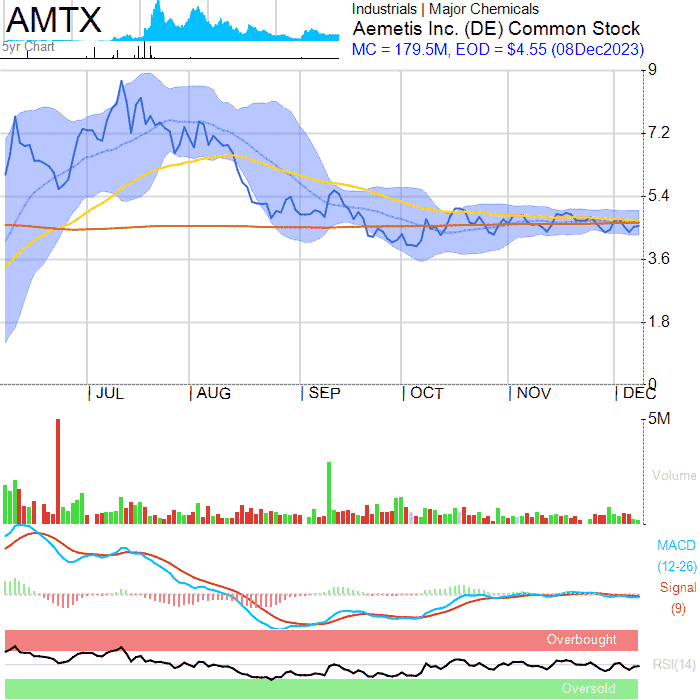 AMTX
5yr Chart
Industrials | Major Chemicals
Aemetis Inc. (DE) Common Stock
MC = 179.5M, EOD = $4.55 (08Dec2023)
9
7.2
5.4
3.6
1.8
0
JUL AUG SEP OCT NOV DEC
5M
Volume
MACD
(12-26)
Signal
(9)
Overbought
RSI(14)
Oversold